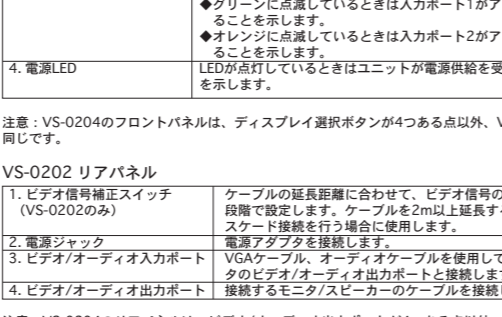 ◆グリーンに点滅しているときは入力ポート1がア
ることを示します。
◆オレンジに点滅しているときは入力ポート2がア
ることを示します。
4. 電源LED
LEDが点灯しているときはユニットが電源供給を受
を示します。
注意：VS-0204のフロントパネルは、ディスプレイ選択ボタンが4つある点以外、V
同じです。
VS-0202 リアパネル
1. ビデオ信号補正スイッチ
（VS-0202のみ）
ケーブルの延長距離に合わせて、ビデオ信号の
段階で設定します。ケーブルを2m以上延長す
スケード接続を行う場合に使用します。
2. 電源ジャック
電源アダプタを接続します。
3. ビデオ/オーディオ入力ポート
VGAケーブル、オーディオケーブルを使用して
タのビデオ/オーディオ出力ポートと接続しま
4. ビデオ/オーディオ出力ポート
接続するモニタ/スピーカーのケーブルを接続し